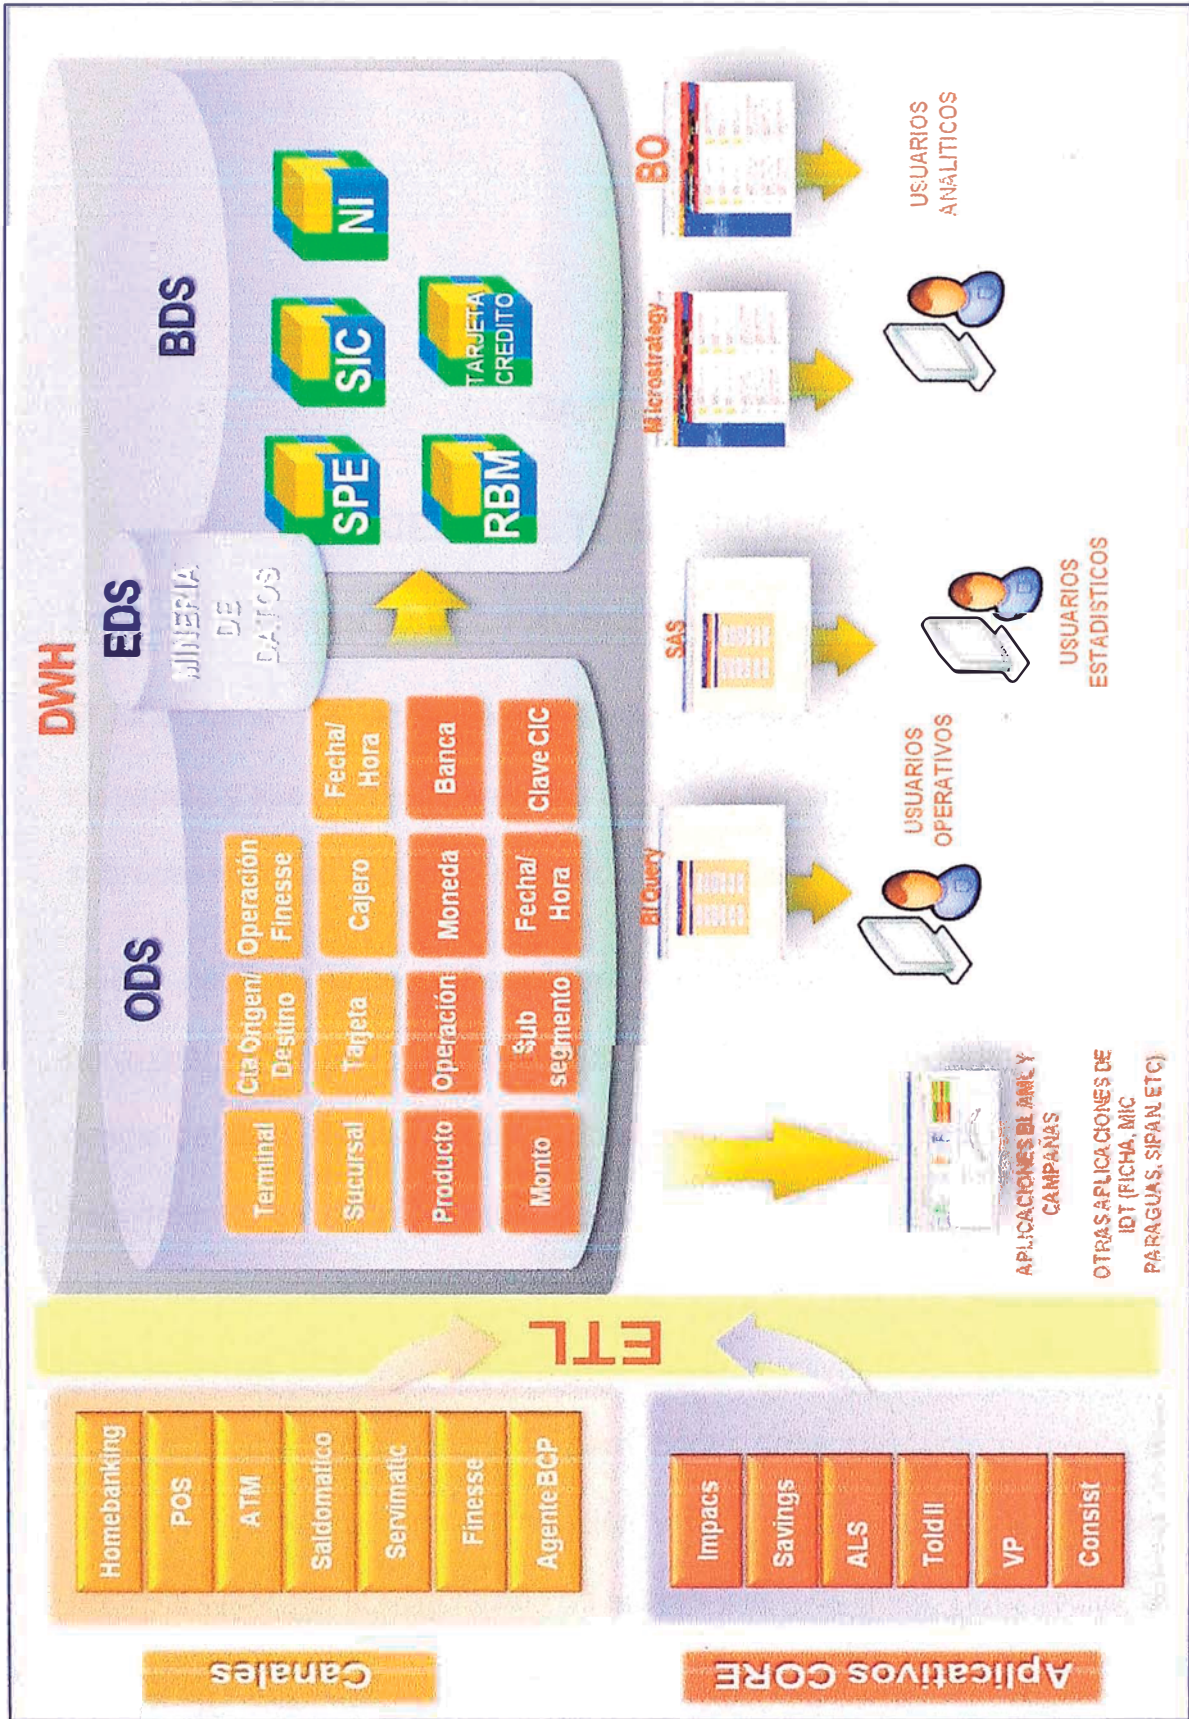 Canales
Homebanking
POS
ATM
Saldomatico
Servimatic
Finesse
Agente BCP
Aplicativos CORE
Impacs
Savings
ALS
Told II
VP
Consist
ETL
DWH
ODS
Terminal
Cta Origen/
Destino
Operación
Finesse
Sucursal
Tarjeta
Cajero
Fecha/
Hora
Producto
Operación
Moneda
Banca
Monto
Sub
segmento
Fecha/
Hora
Clave CIC
EDS
MINERIA
DE
DATOS
BDS
SPE
SIC
NI
RBM
TARJETA
CREDITO
APLICACIONES BI, AML Y
CAMPAÑAS
OTRAS APLICACIONES DE
IDT (FICHA, MIC
PARAGUAS, SIPAN, ETC)
BI Query
USUARIOS
OPERATIVOS
SAS
USUARIOS
ESTADISTICOS
Microstrategy
BO
USUARIOS
ANALITICOS